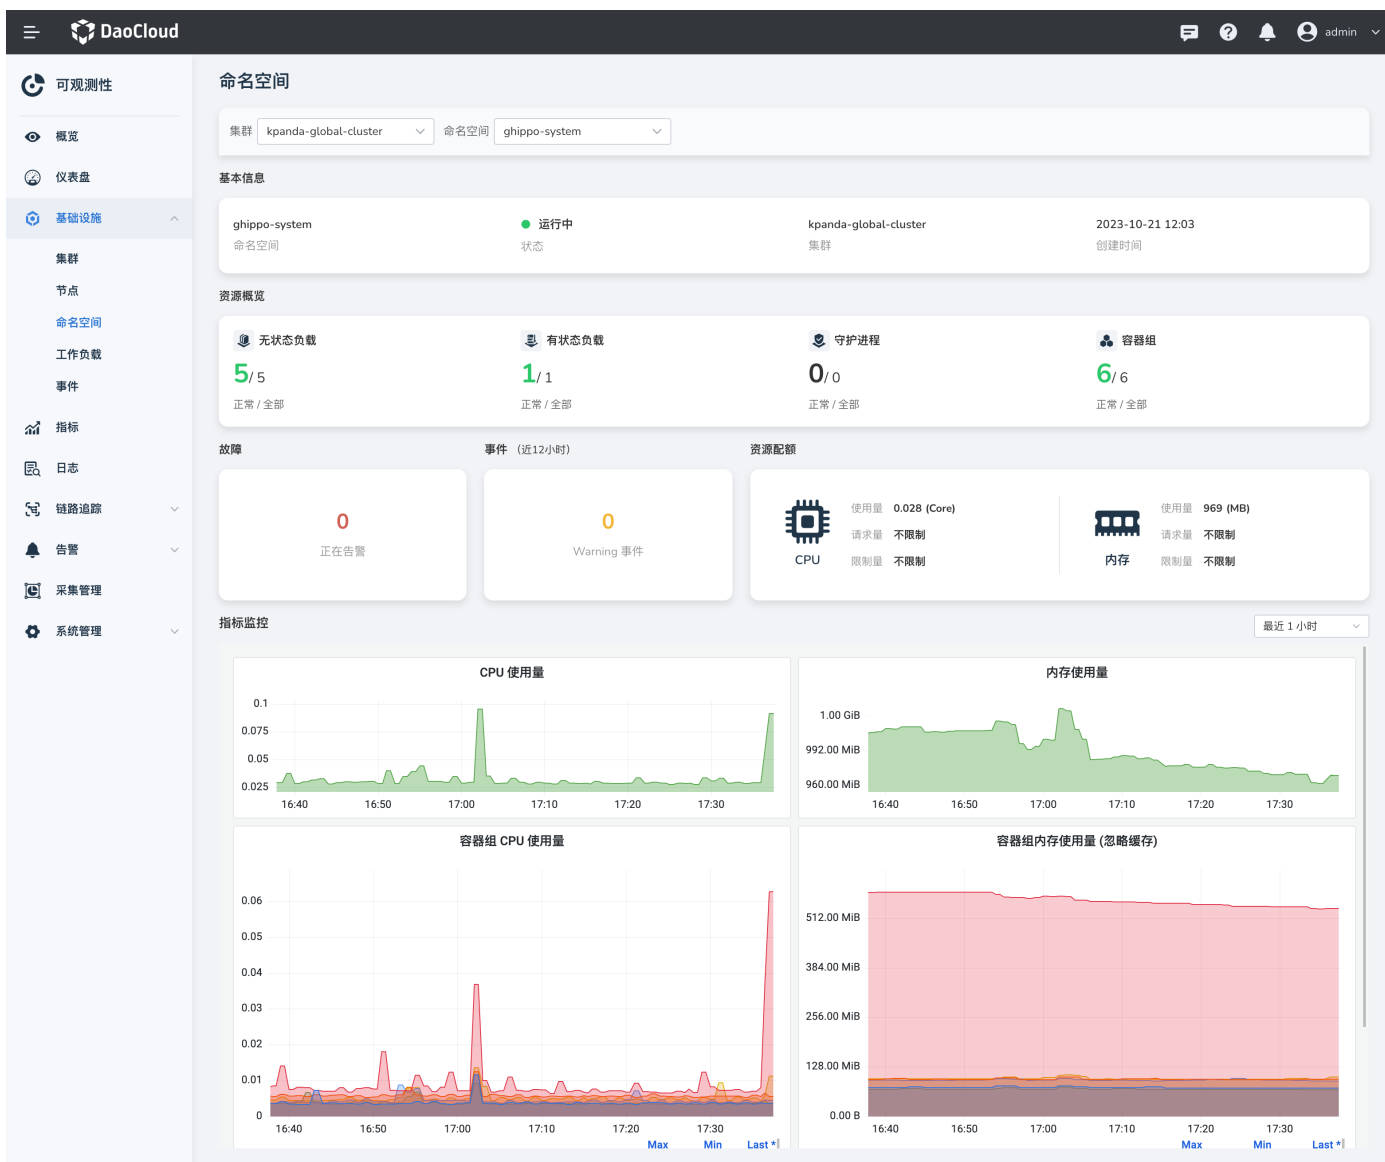 DaoCloud
admin
可观测性
概览
仪表盘
基础设施
集群
节点
命名空间
工作负载
事件
指标
日志
链路追踪
告警
采集管理
系统管理
命名空间
集群 kpanda-global-cluster 命名空间 ghippo-system
基本信息
ghippo-system 运行中 kpanda-global-cluster 2023-10-21 12:03
命名空间 状态 集群 创建时间
资源概览
无状态负载 有状态负载 守护进程 容器组
5/ 5 1/ 1 0/ 0 6/ 6
正常 / 全部 正常 / 全部 正常 / 全部 正常 / 全部
故障 事件 (近12小时) 资源配额
0
正在告警
0
Warning 事件
CPU
使用量 0.028 (Core)
请求量 不限制
限制量 不限制
内存
使用量 969 (MB)
请求量 不限制
限制量 不限制
指标监控 最近 1 小时
CPU 使用量
0.1
0.075
0.05
0.025
16:40 16:50 17:00 17:10 17:20 17:30
内存使用量
1.00 GiB
992.00 MiB
960.00 MiB
16:40 16:50 17:00 17:10 17:20 17:30
容器组 CPU 使用量
0.06
0.05
0.04
0.03
0.02
0.01
0
16:40 16:50 17:00 17:10 17:20 17:30
Max Min Last *
容器组内存使用量 (忽略缓存)
512.00 MiB
384.00 MiB
256.00 MiB
128.00 MiB
0.00 B
16:40 16:50 17:00 17:10 17:20 17:30
Max Min Last *